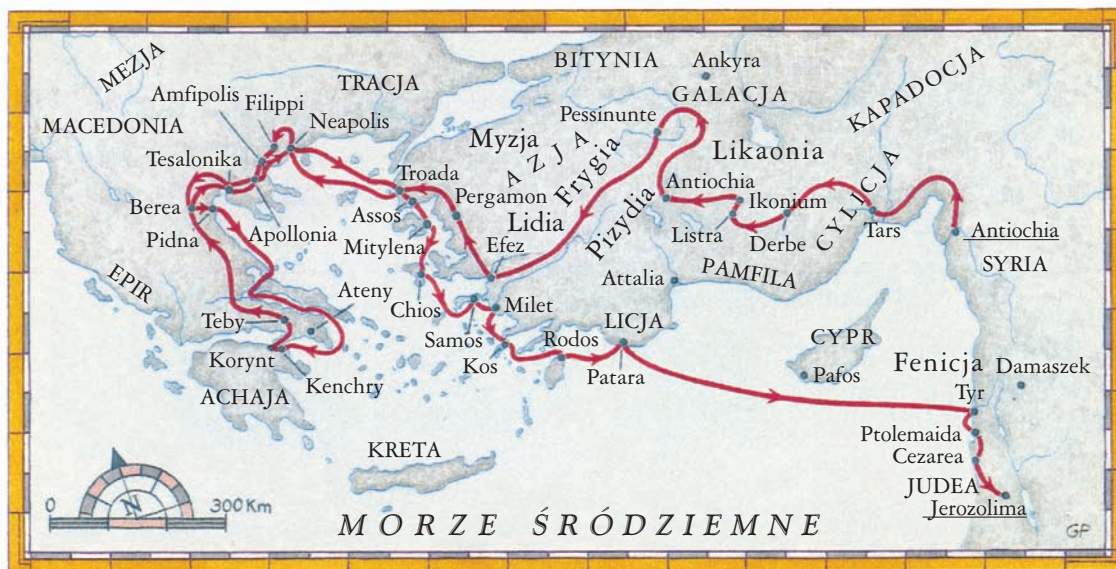 MEZJA
TRACJA
BITYNIA
Ankyra
GALACJA
KAPADOCJA
Amfipolis
Filippi
Neapolis
MACEDONIA
Tesalonika
Myzja
AZJA
Frygia
Pessinunte
Likaonia
Troada
Pergamon
Assos
Lidia
Pizydia
Antiochia
Ikonium
Listra
Derbe
CYLICJA
Tars
Antiochia
SYRIA
Berea
Pidna
Apollonia
Mitylena
Efez
Attalia
PAMFILA
EPIR
Ateny
Chios
Milet
Teby
Samos
LICJA
Rodos
CYPR
Fenicja
Damaszek
Korynt
Kenchry
Kos
Patara
Pafos
Tyr
ACHAJA
Ptolemaida
Cezarea
KRETA
JUDEA
Jerozolima
N
0 300 Km
MORZE ŚRÓDZIEMNE
GP